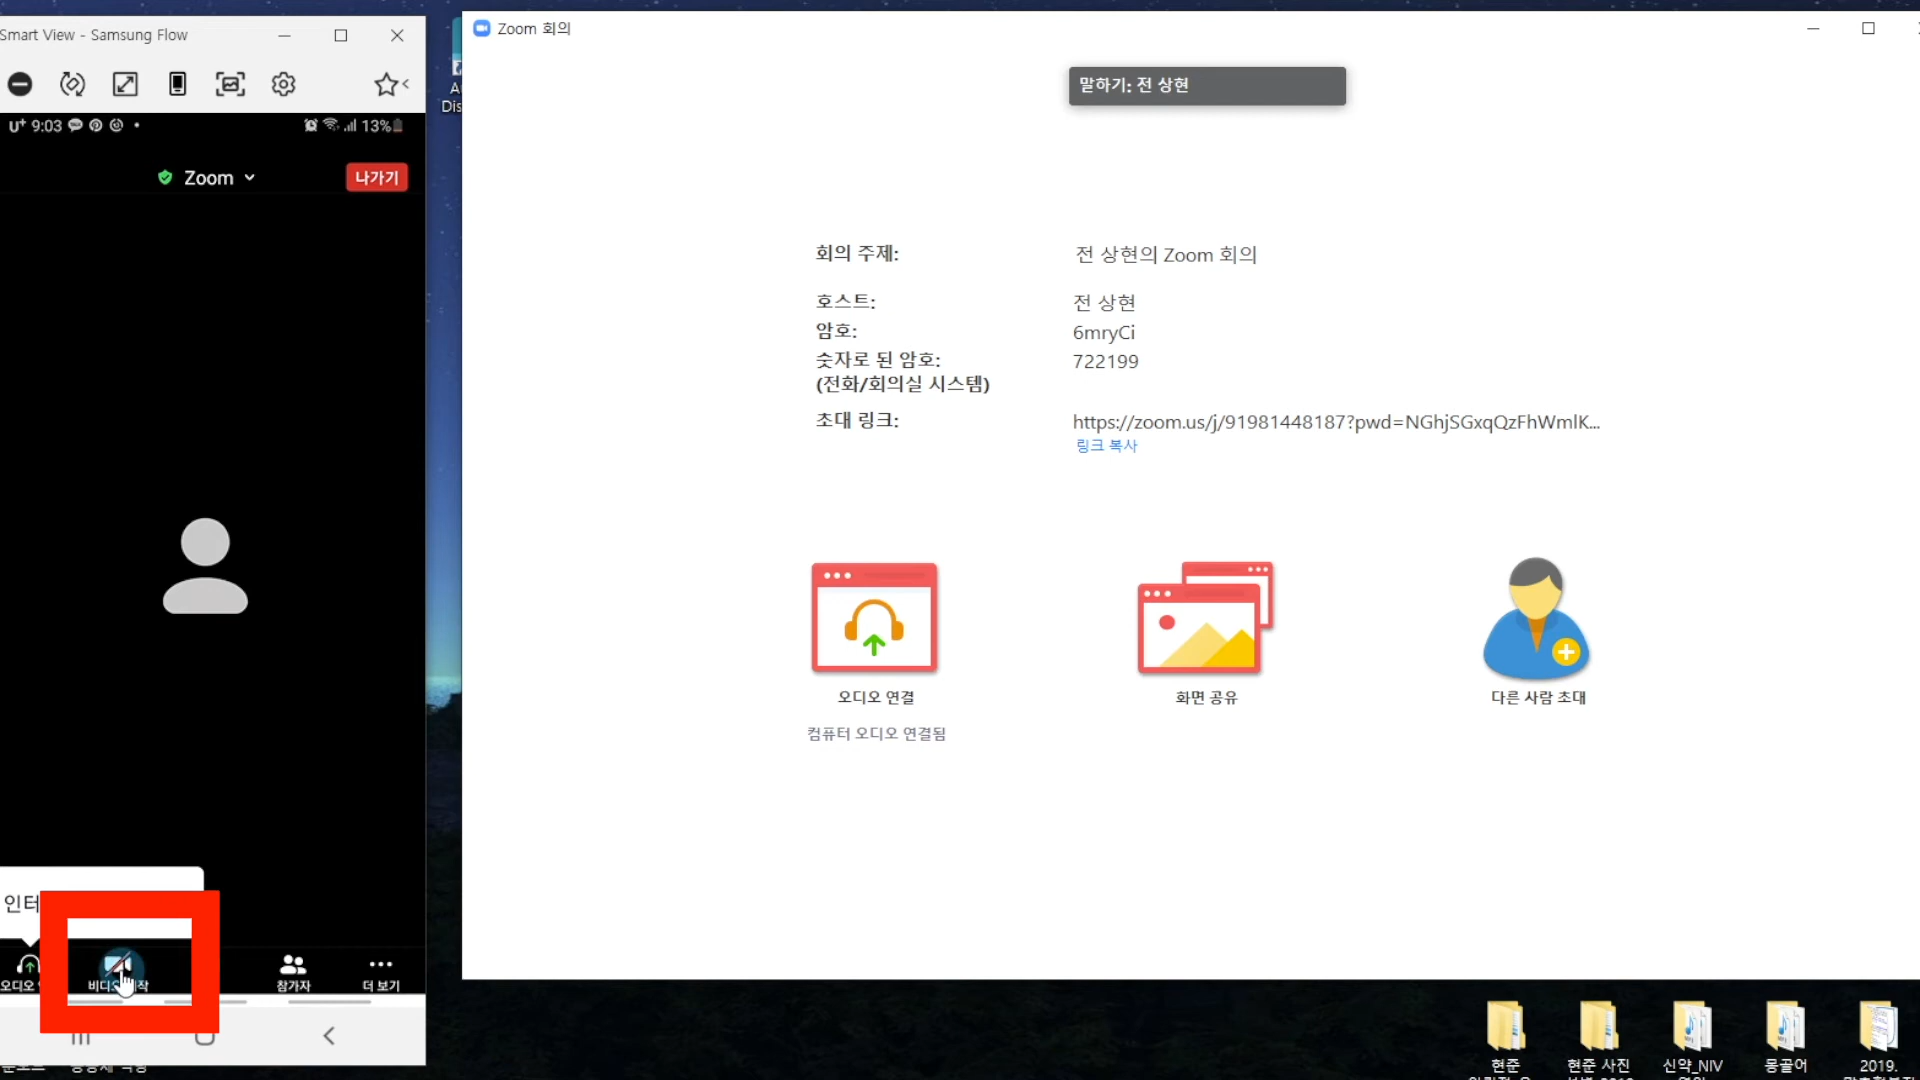 Smart View - Samsung Flow
U+ 9:03
13%
Zoom
나가기
인터
오디오
참가자
더 보기
Zoom 회의
말하기: 전 상현
회의 주제:
전 상현의 Zoom 회의
호스트:
전 상현
암호:
6mryCi
숫자로 된 암호:
(전화/회의실 시스템)
722199
초대 링크:
https://zoom.us/j/91981448187?pwd=NGhjSGxqQzFhWmlK...
링크 복사
오디오 연결
컴퓨터 오디오 연결됨
화면 공유
다른 사람 초대
현준
현준 사진
신약_NIV
몽골어
2019.